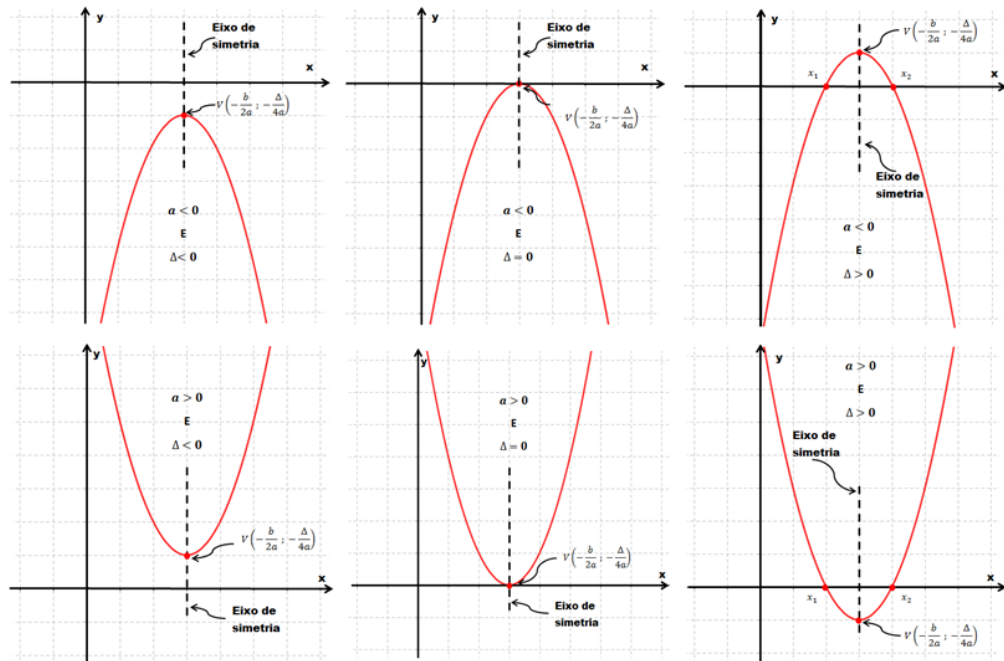 y
Eixo de
simetria
x
V(-b/2a ; -Δ/4a)
a < 0
E
Δ< 0
y
Eixo de
simetria
x
V(-b/2a ; -Δ/4a)
a < 0
E
Δ = 0
y
V(-b/2a ; -Δ/4a)
x
x₁
x₂
Eixo de
simetria
a < 0
E
Δ > 0
y
a > 0
E
Δ < 0
V(-b/2a ; -Δ/4a)
x
Eixo de
simetria
y
a > 0
E
Δ = 0
V(-b/2a ; -Δ/4a)
x
Eixo de
simetria
y
a > 0
E
Δ > 0
Eixo de
simetria
x
x₁
x₂
V(-b/2a ; -Δ/4a)